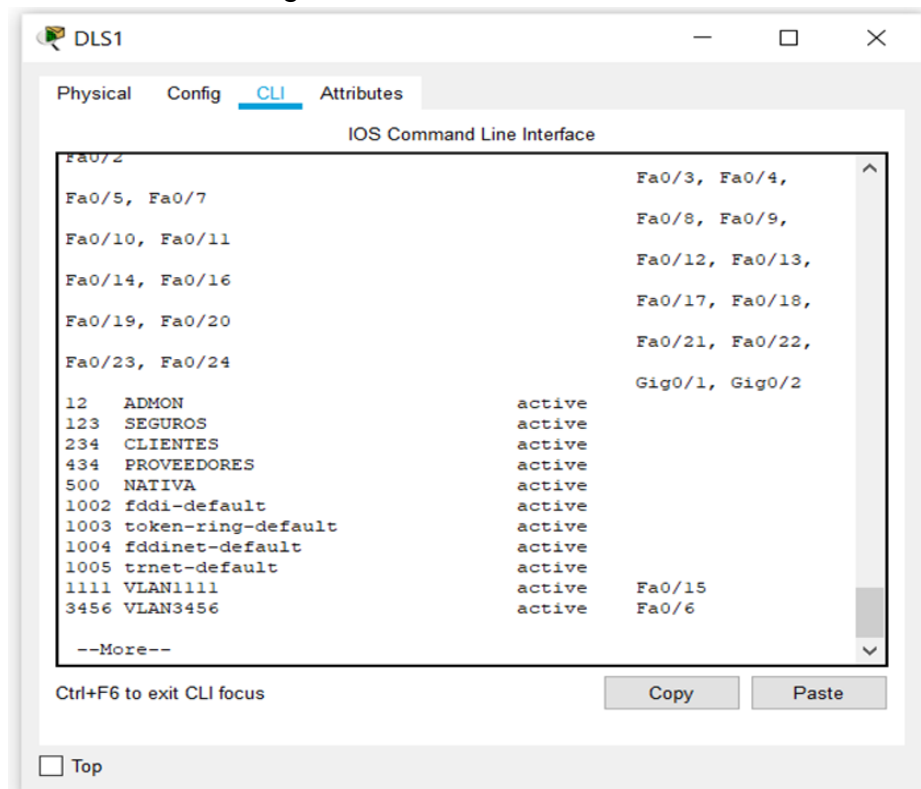 DLS1
Physical Config CLI Attributes
IOS Command Line Interface
Fa0/2
Fa0/3, Fa0/4,
Fa0/5, Fa0/7
Fa0/8, Fa0/9,
Fa0/10, Fa0/11
Fa0/12, Fa0/13,
Fa0/14, Fa0/16
Fa0/17, Fa0/18,
Fa0/19, Fa0/20
Fa0/21, Fa0/22,
Fa0/23, Fa0/24
Gig0/1, Gig0/2
12 ADMON active
123 SEGUROS active
234 CLIENTES active
434 PROVEEDORES active
500 NATIVA active
1002 fddi-default active
1003 token-ring-default active
1004 fddinet-default active
1005 trnet-default active
1111 VLAN1111 active Fa0/15
3456 VLAN3456 active Fa0/6
--More--
Ctrl+F6 to exit CLI focus
Copy Paste
Top